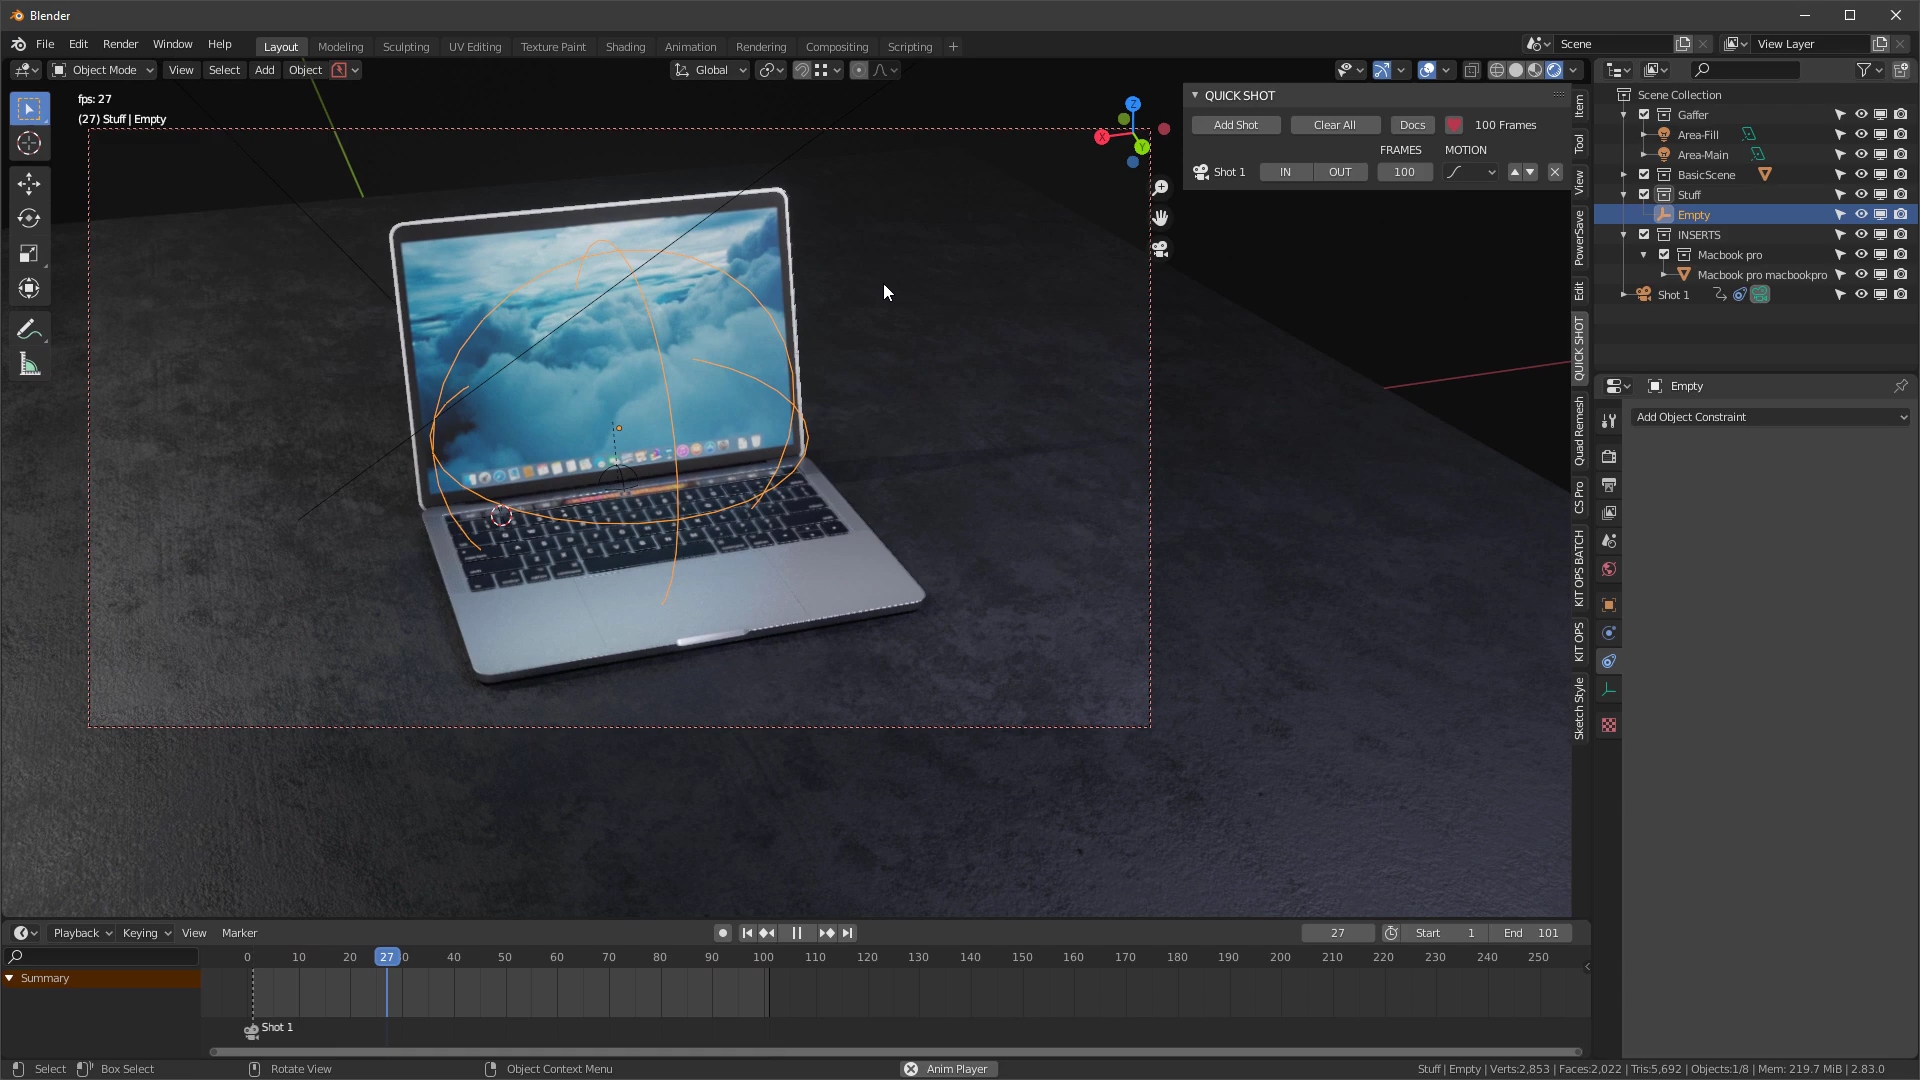 Blender
File Edit Render Window Help Layout Modeling Sculpting UV Editing Texture Paint Shading Animation Rendering Compositing Scripting + Scene View Layer
Object Mode View Select Add Object Global
fps: 27
(27) Stuff | Empty
Z
X
Y
QUICK SHOT
Add Shot Clear All Docs 100 Frames
FRAMES MOTION
Shot 1 IN OUT 100
Item
Tool
View
PowerSave
Edit
QUICK SHOT
Quad Remesh
CS Pro
KIT OPS BATCH
KIT OPS
Sketch Style
Scene Collection
Gaffer
Area-Fill
Area-Main
BasicScene
Stuff
Empty
INSERTS
Macbook pro
Macbook pro macbookpro
Shot 1
Empty
Add Object Constraint
Playback Keying View Marker 27 Start 1 End 101
0 10 20 27 40 50 60 70 80 90 100 110 120 130 140 150 160 170 180 190 200 210 220 230 240 250
Summary
Shot 1
Select Box Select Rotate View Object Context Menu Anim Player Stuff | Empty | Verts:2,853 | Faces:2,022 | Tris:5,692 | Objects:1/8 | Mem: 219.7 MiB | 2.83.0